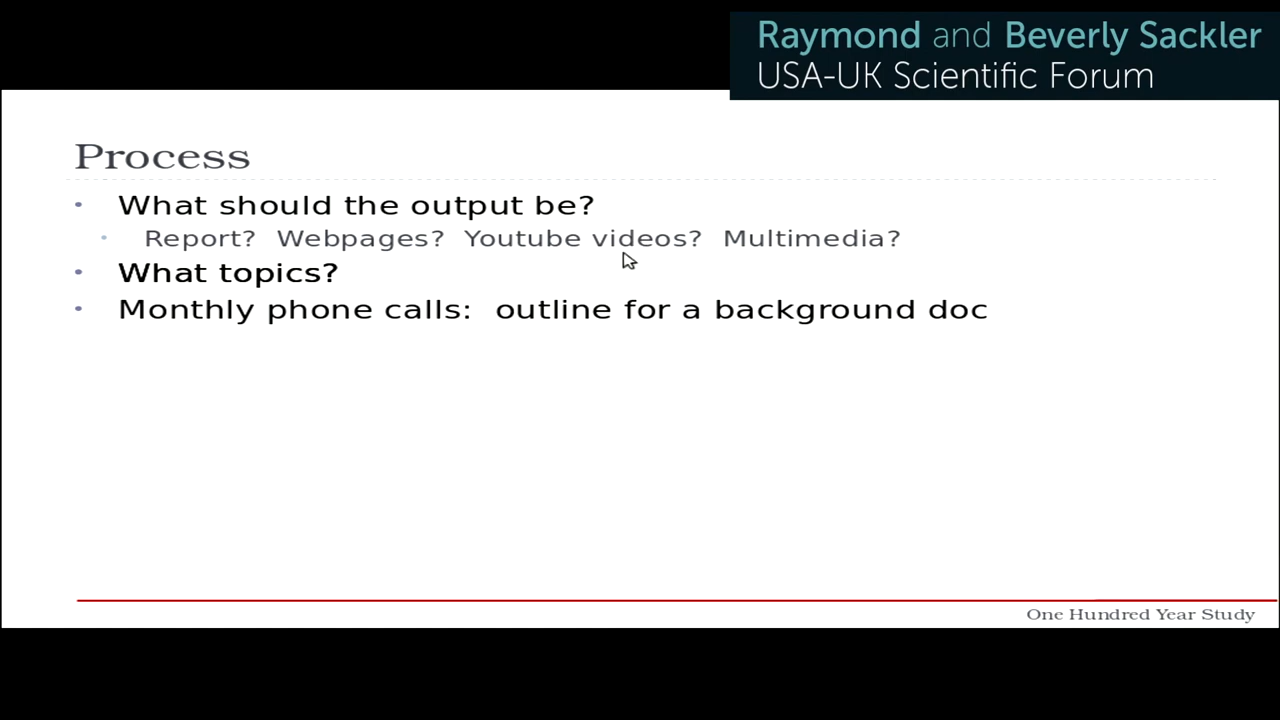 Raymond and Beverly Sackler
USA-UK Scientific Forum
Process
What should the output be?
Report? Webpages? Youtube videos? Multimedia?
What topics?
Monthly phone calls: outline for a background doc
One Hundred Year Study